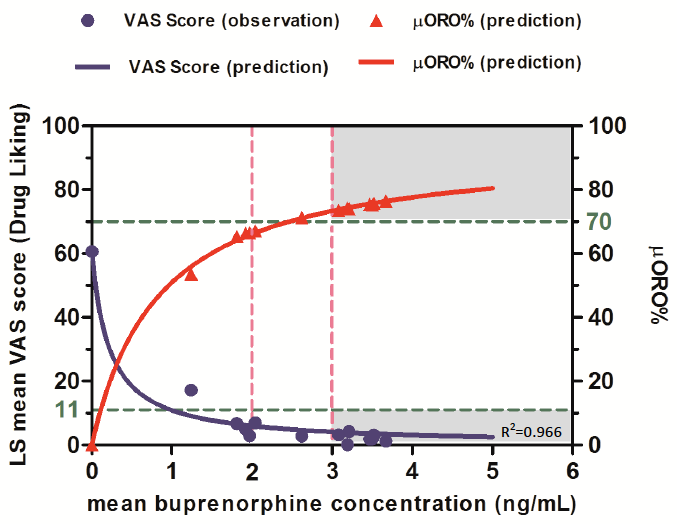 VAS Score (observation) μORO% (prediction)
VAS Score (prediction) μORO% (prediction)
LS mean VAS score (Drug Liking)
100
80
60
40
20
11
0
100
80
70
60
40
20
0
μORO%
R²=0.966
0 1 2 3 4 5 6
mean buprenorphine concentration (ng/mL)